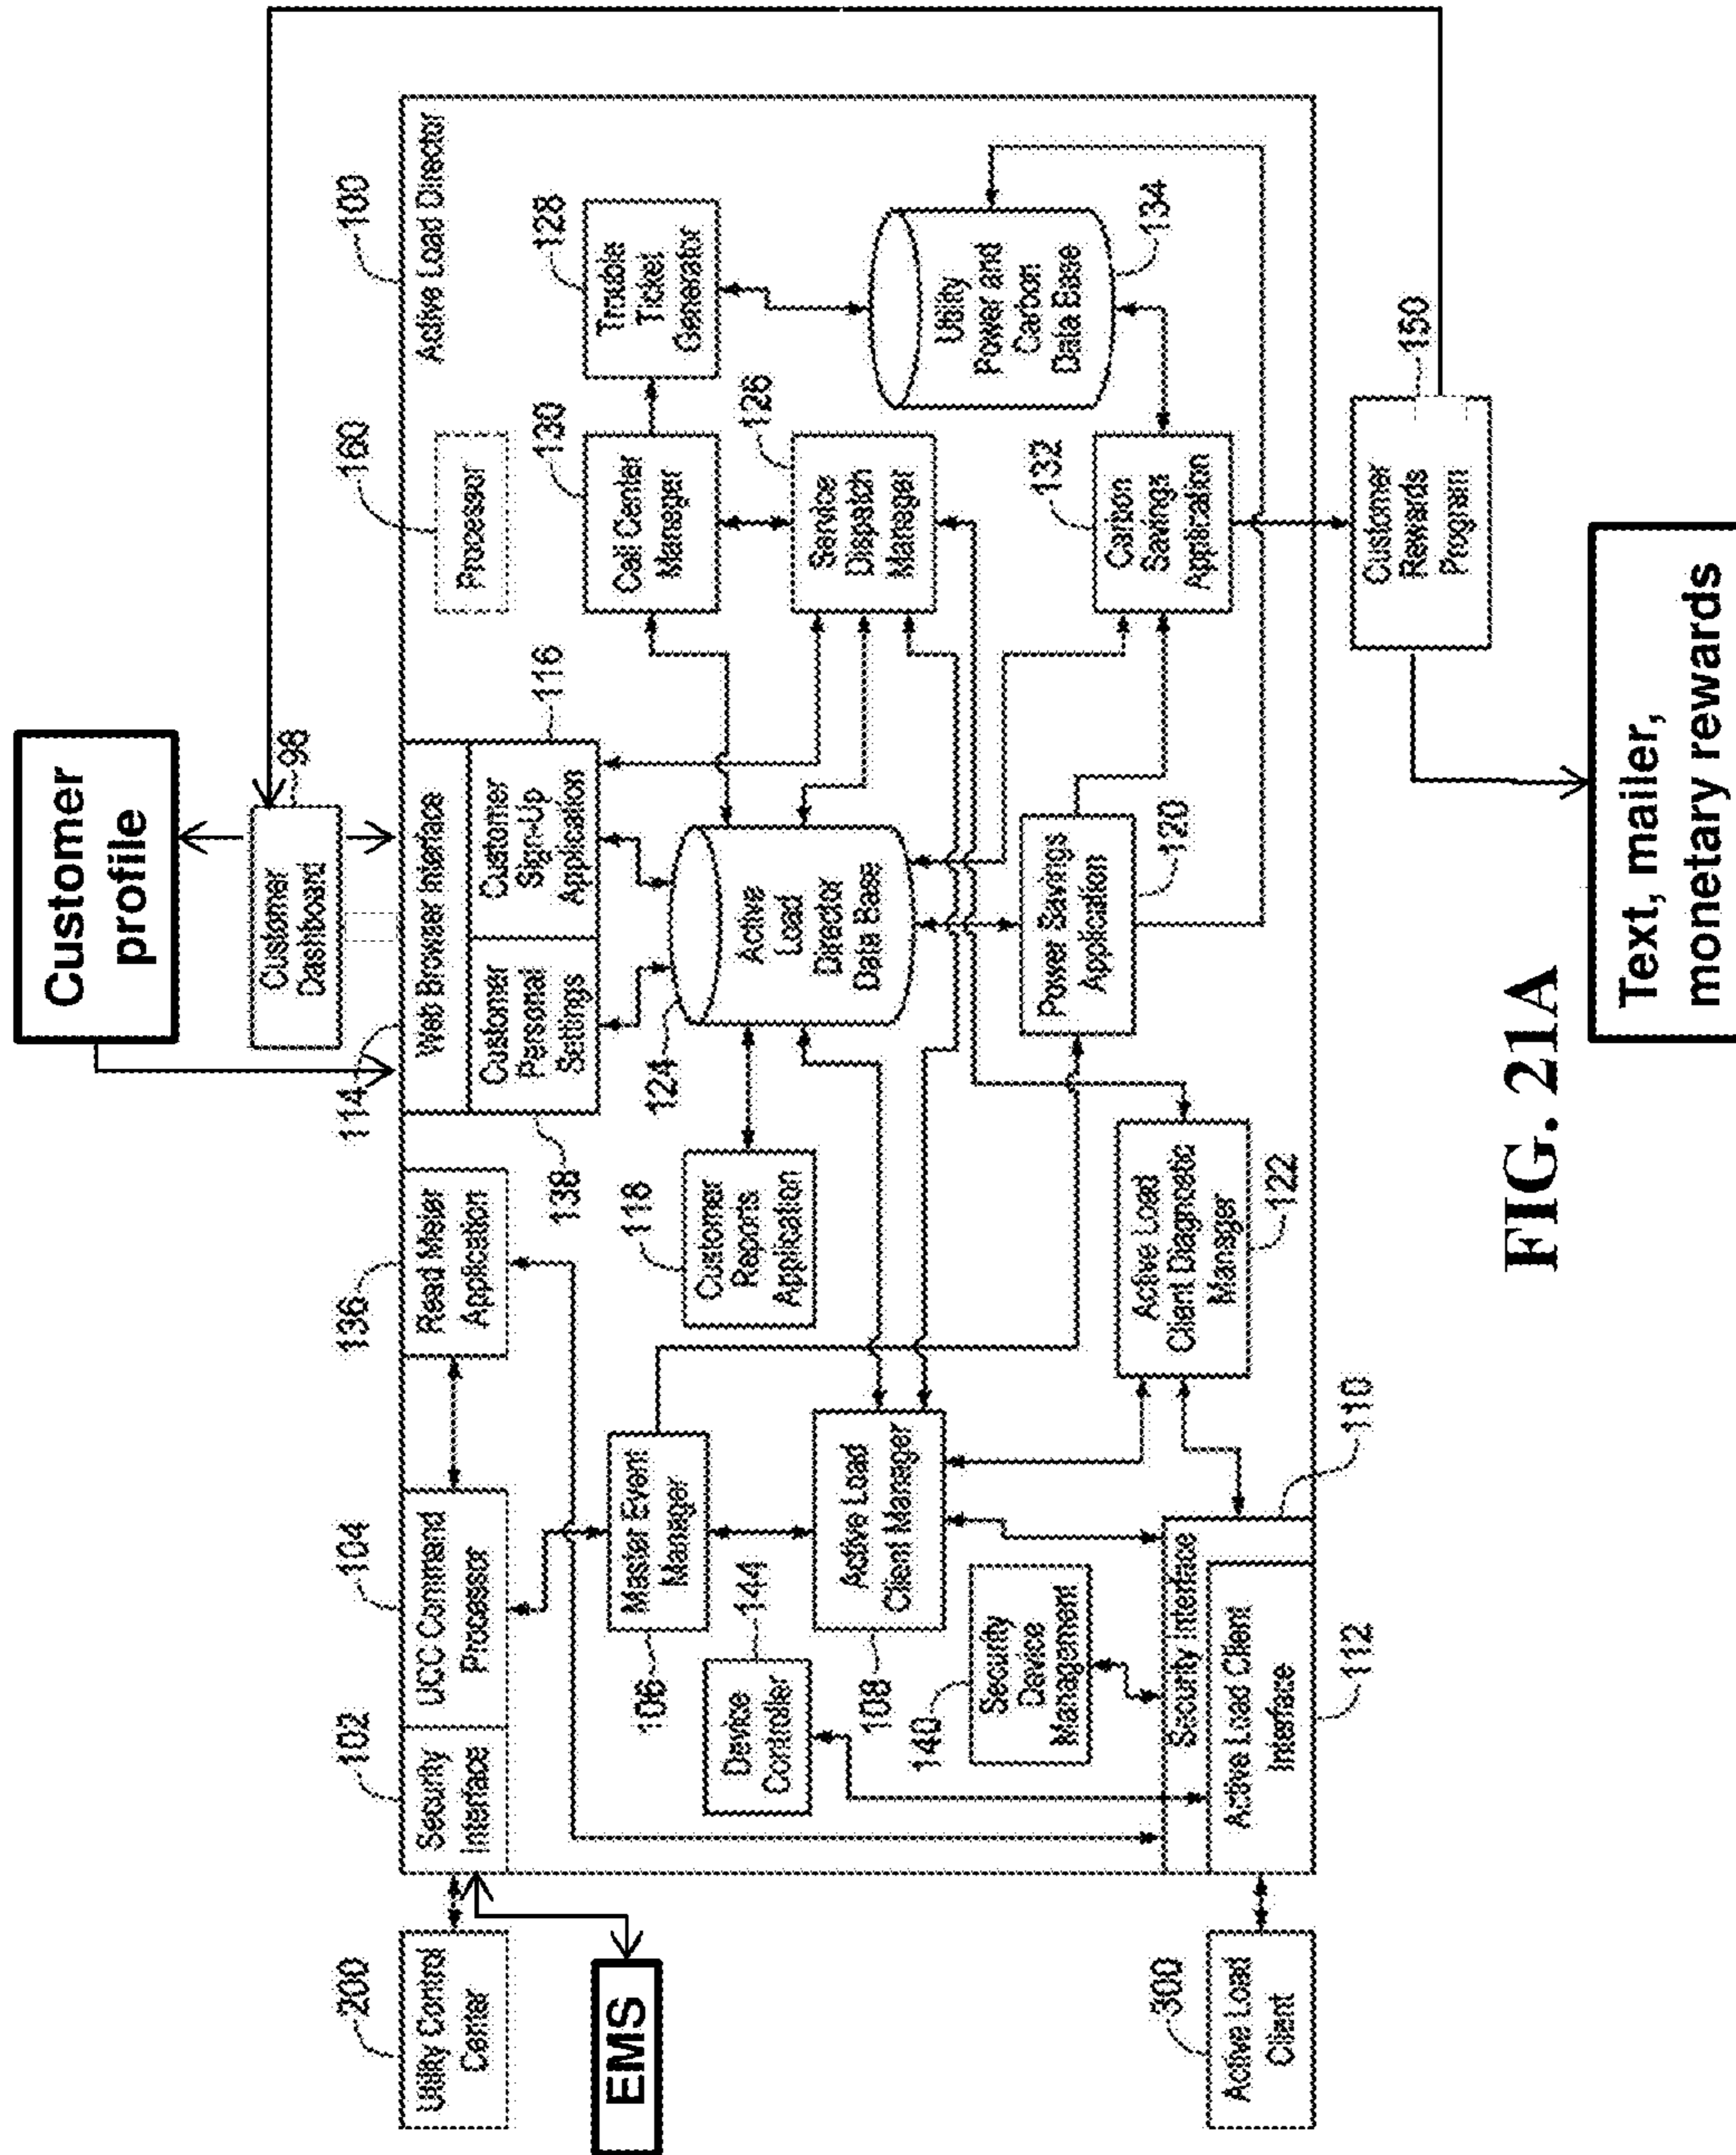 Customer
profile
98
Customer
Dashboard
200
Utility Control
Center
EMS
300
Active Load
Client
100
Active Load Director
102
Security
Interface
104
UCC Command
Processor
136
Read Meter
Application
114
Web Browser Interface
Customer
Personal
Settings
138
Customer
Sign-Up
Application
116
160
Processor
106
Master Event
Manager
144
Device
Controller
118
Customer
Reports
Application
124
Active
Load
Director
Data Base
130
Call Center
Manager
128
Trouble
Ticket
Generator
108
Active Load
Client Manager
126
Service
Dispatch
Manager
Utility
Power and
Carbon
Data Base
134
140
Security
Device
Management
Power Savings
Application
120
132
Carbon
Savings
Application
Active Load
Client Diagnostic
Manager
122
Security Interface
110
Active Load Client
Interface
112
Customer
Rewards
Program
150
Text, mailer,
monetary rewards
FIG. 21A